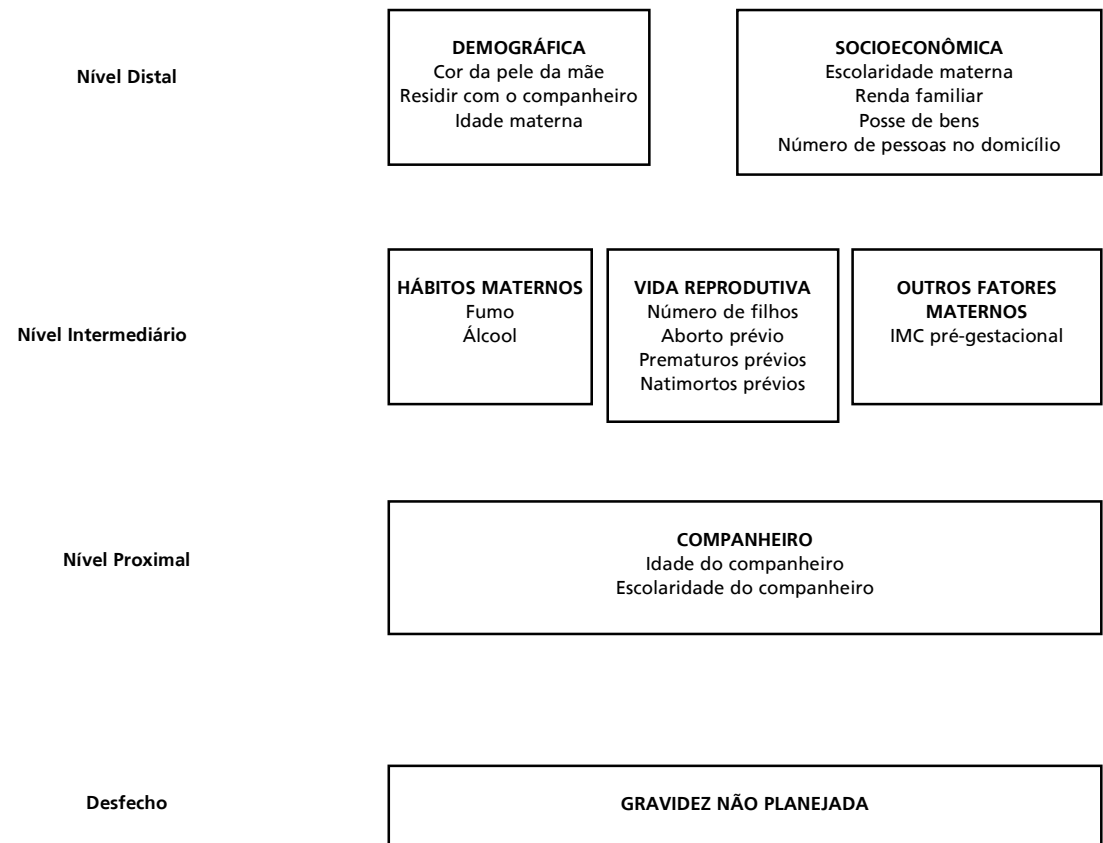 Nível Distal
DEMOGRÁFICA
Cor da pele da mãe
Residir com o companheiro
Idade materna
SOCIOECONÔMICA
Escolaridade materna
Renda familiar
Posse de bens
Número de pessoas no domicílio
Nível Intermediário
HÁBITOS MATERNOS
Fumo
Álcool
VIDA REPRODUTIVA
Número de filhos
Aborto prévio
Prematuros prévios
Natimortos prévios
OUTROS FATORES
MATERNOS
IMC pré-gestacional
Nível Proximal
COMPANHEIRO
Idade do companheiro
Escolaridade do companheiro
Desfecho
GRAVIDEZ NÃO PLANEJADA